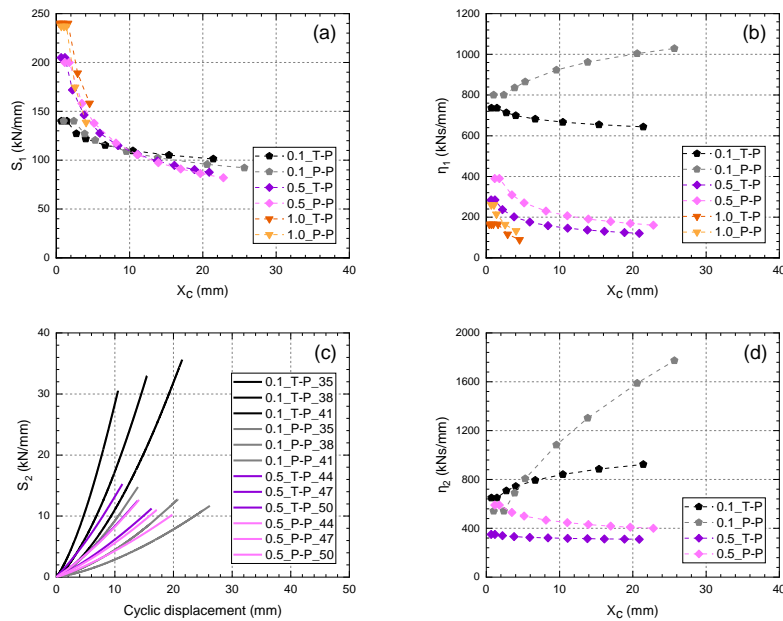 (a)
S₁ (kN/mm)
250
200
150
100
50
0
0 10 20 30 40
X_C (mm)
0.1_T-P
0.1_P-P
0.5_T-P
0.5_P-P
1.0_T-P
1.0_P-P
(b)
η₁ (kNs/mm)
1200
1000
800
600
400
200
0
0 10 20 30 40
X_C (mm)
0.1_T-P
0.1_P-P
0.5_T-P
0.5_P-P
1.0_T-P
1.0_P-P
(c)
S₂ (kN/mm)
40
30
20
10
0
0 10 20 30 40 50
Cyclic displacement (mm)
0.1_T-P_35
0.1_T-P_38
0.1_T-P_41
0.1_P-P_35
0.1_P-P_38
0.1_P-P_41
0.5_T-P_44
0.5_T-P_47
0.5_T-P_50
0.5_P-P_44
0.5_P-P_47
0.5_P-P_50
(d)
η₂ (kNs/mm)
2000
1600
1200
800
400
0
0 10 20 30 40
X_C (mm)
0.1_T-P
0.1_P-P
0.5_T-P
0.5_P-P